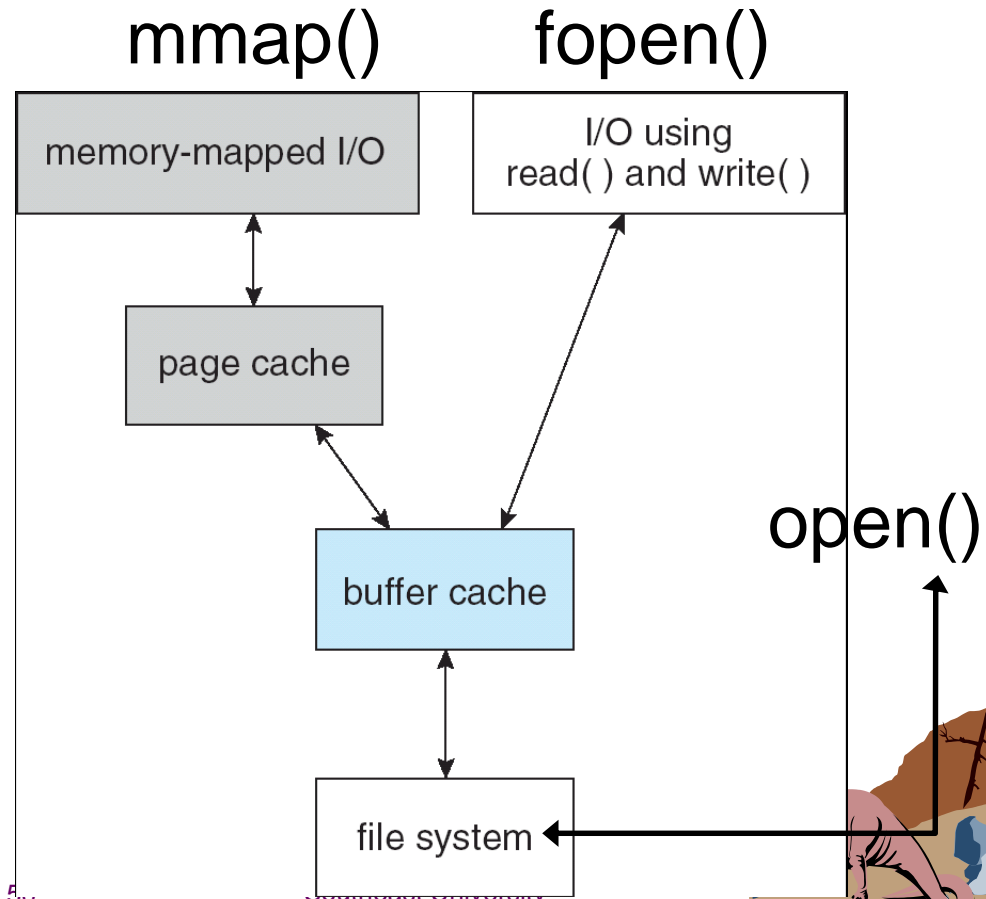 mmap()
fopen()
memory-mapped I/O
I/O using
read( ) and write( )
page cache
open()
buffer cache
file system